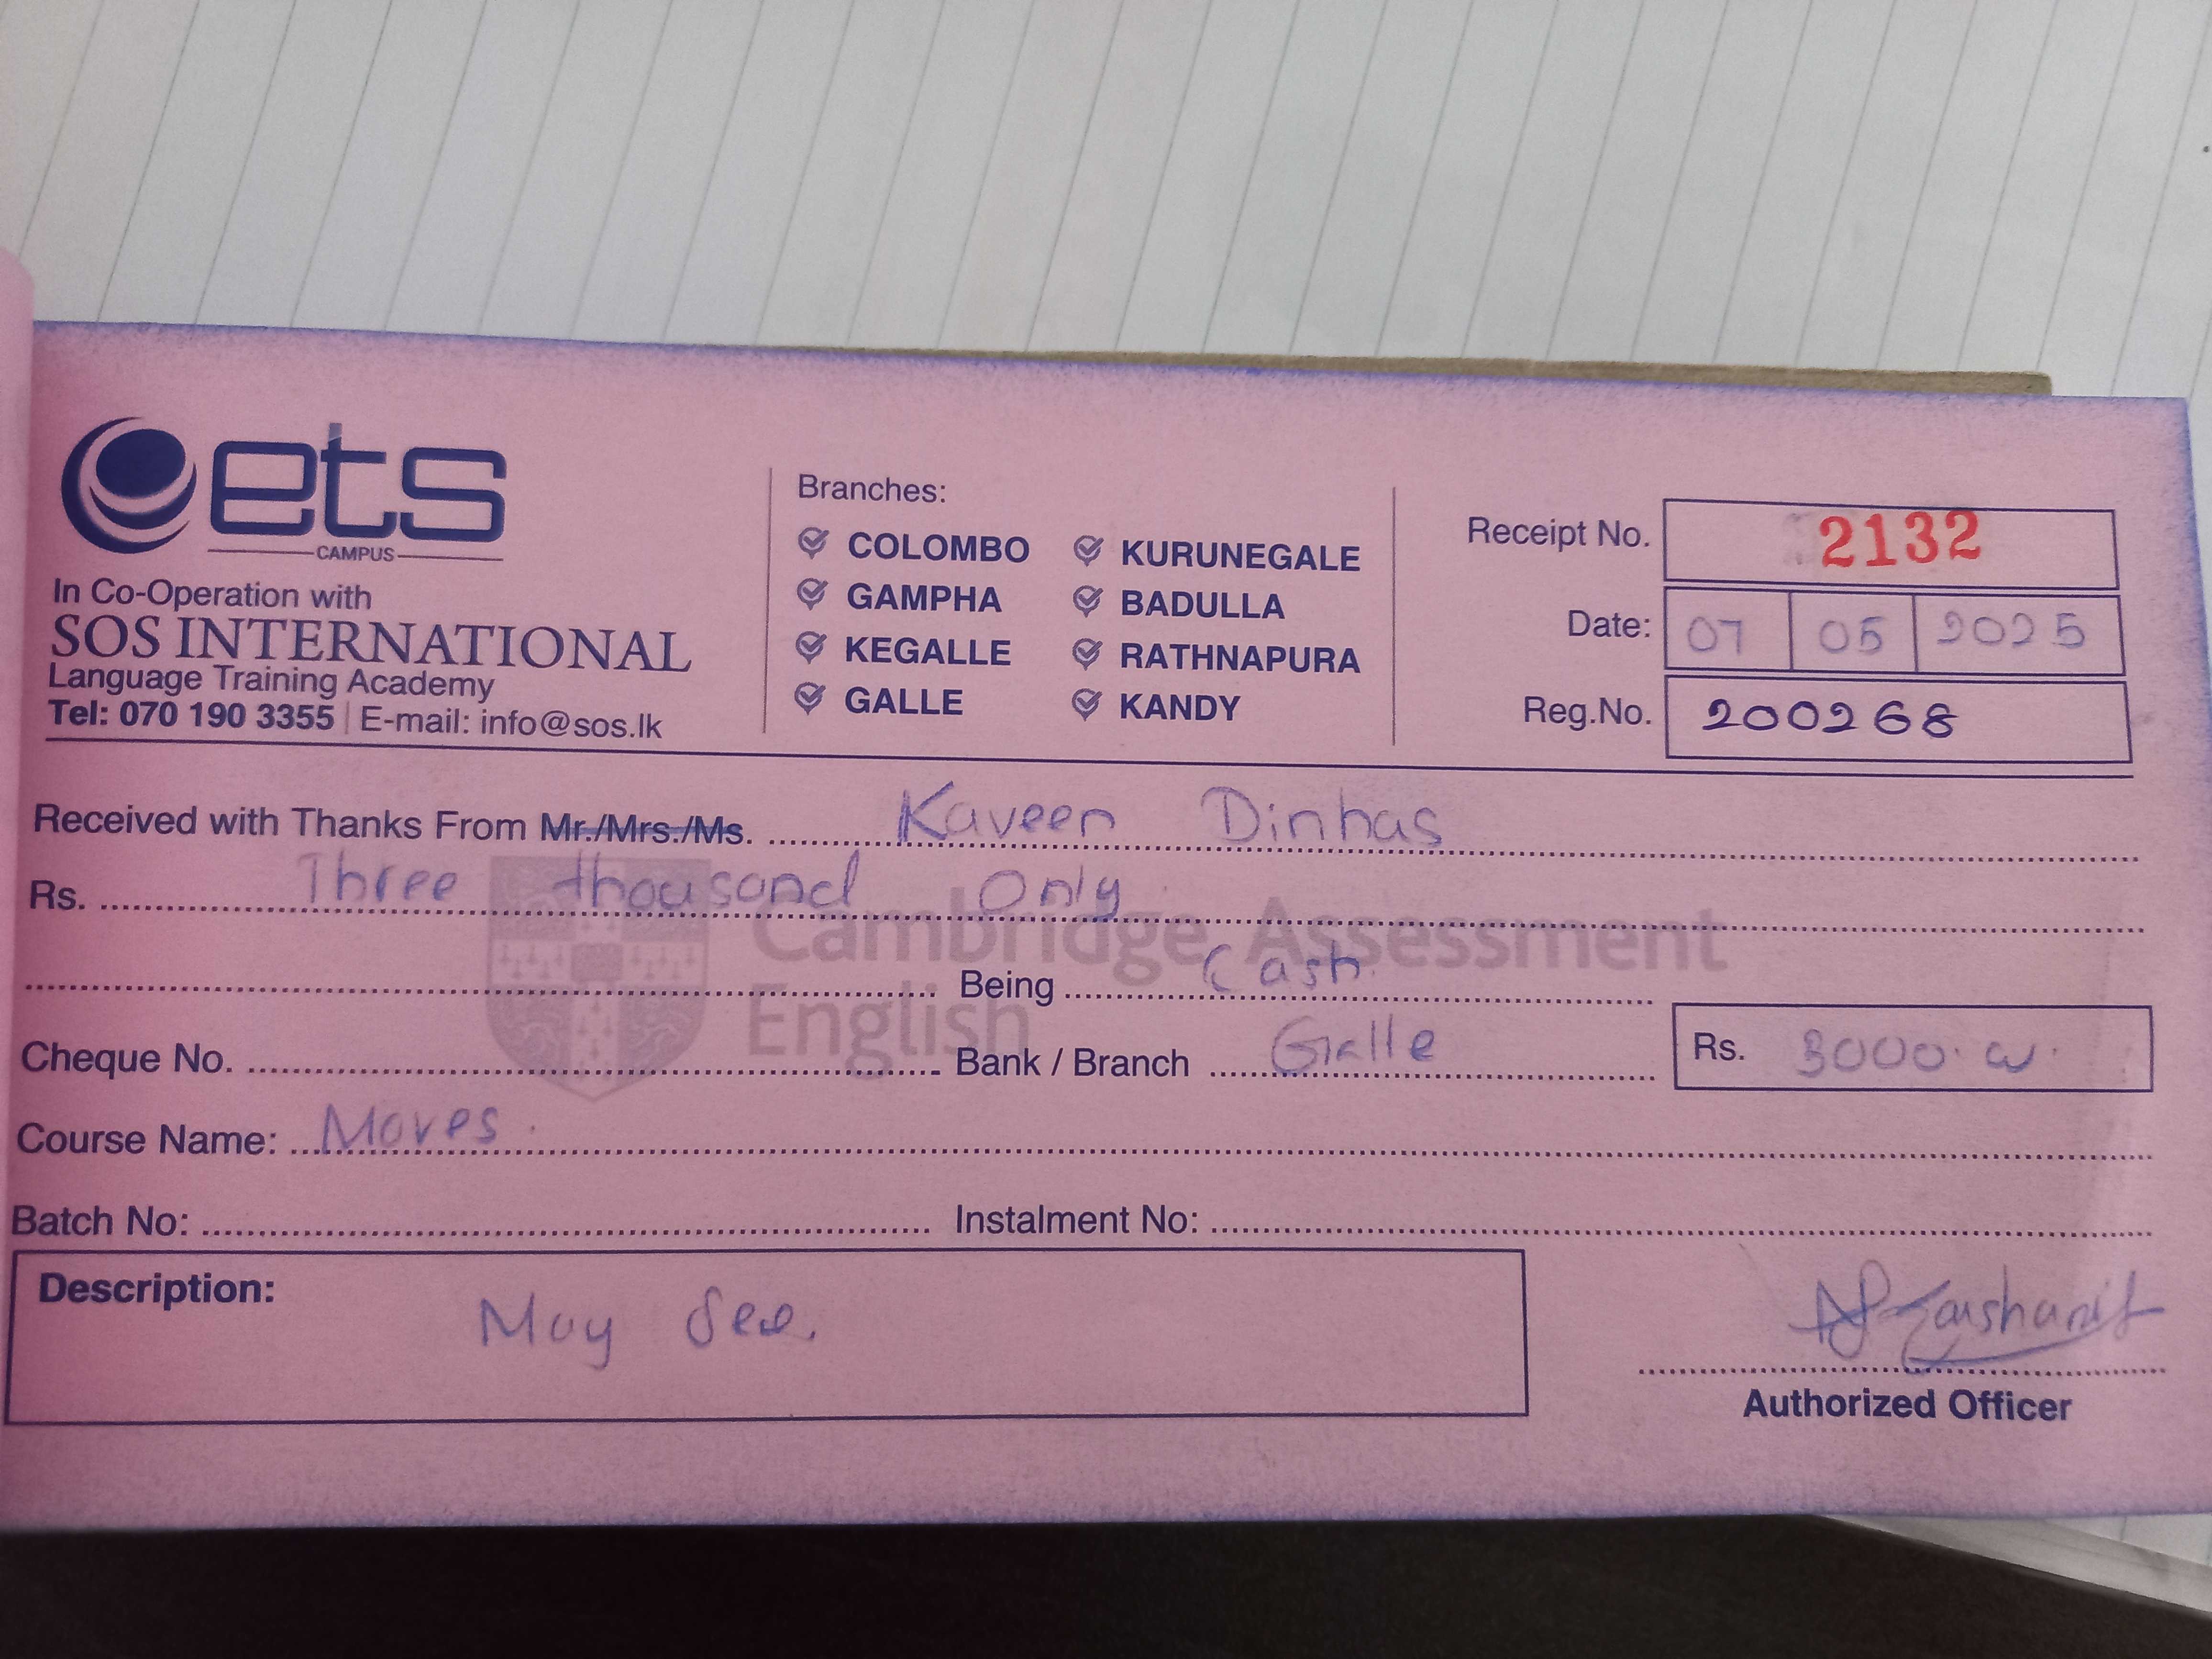 ets
CAMPUS
In Co-Operation with
SOS INTERNATIONAL
Language Training Academy
Tel: 070 190 3355 | E-mail: info@sos.lk
Branches:
COLOMBO KURUNEGALE
GAMPHA BADULLA
KEGALLE RATHNAPURA
GALLE KANDY
Receipt No. 2132
Date: 07 05 2025
Reg.No. 200268
Received with Thanks From Mr./Mrs./Ms. Kaveen Dinhas
Rs. Three thousand Only
Cambridge Assessment
English
Being Cash
Cheque No. Bank / Branch Galle Rs. 3000.
Course Name: Moves
Batch No: Instalment No:
Description: May
Authorized Officer